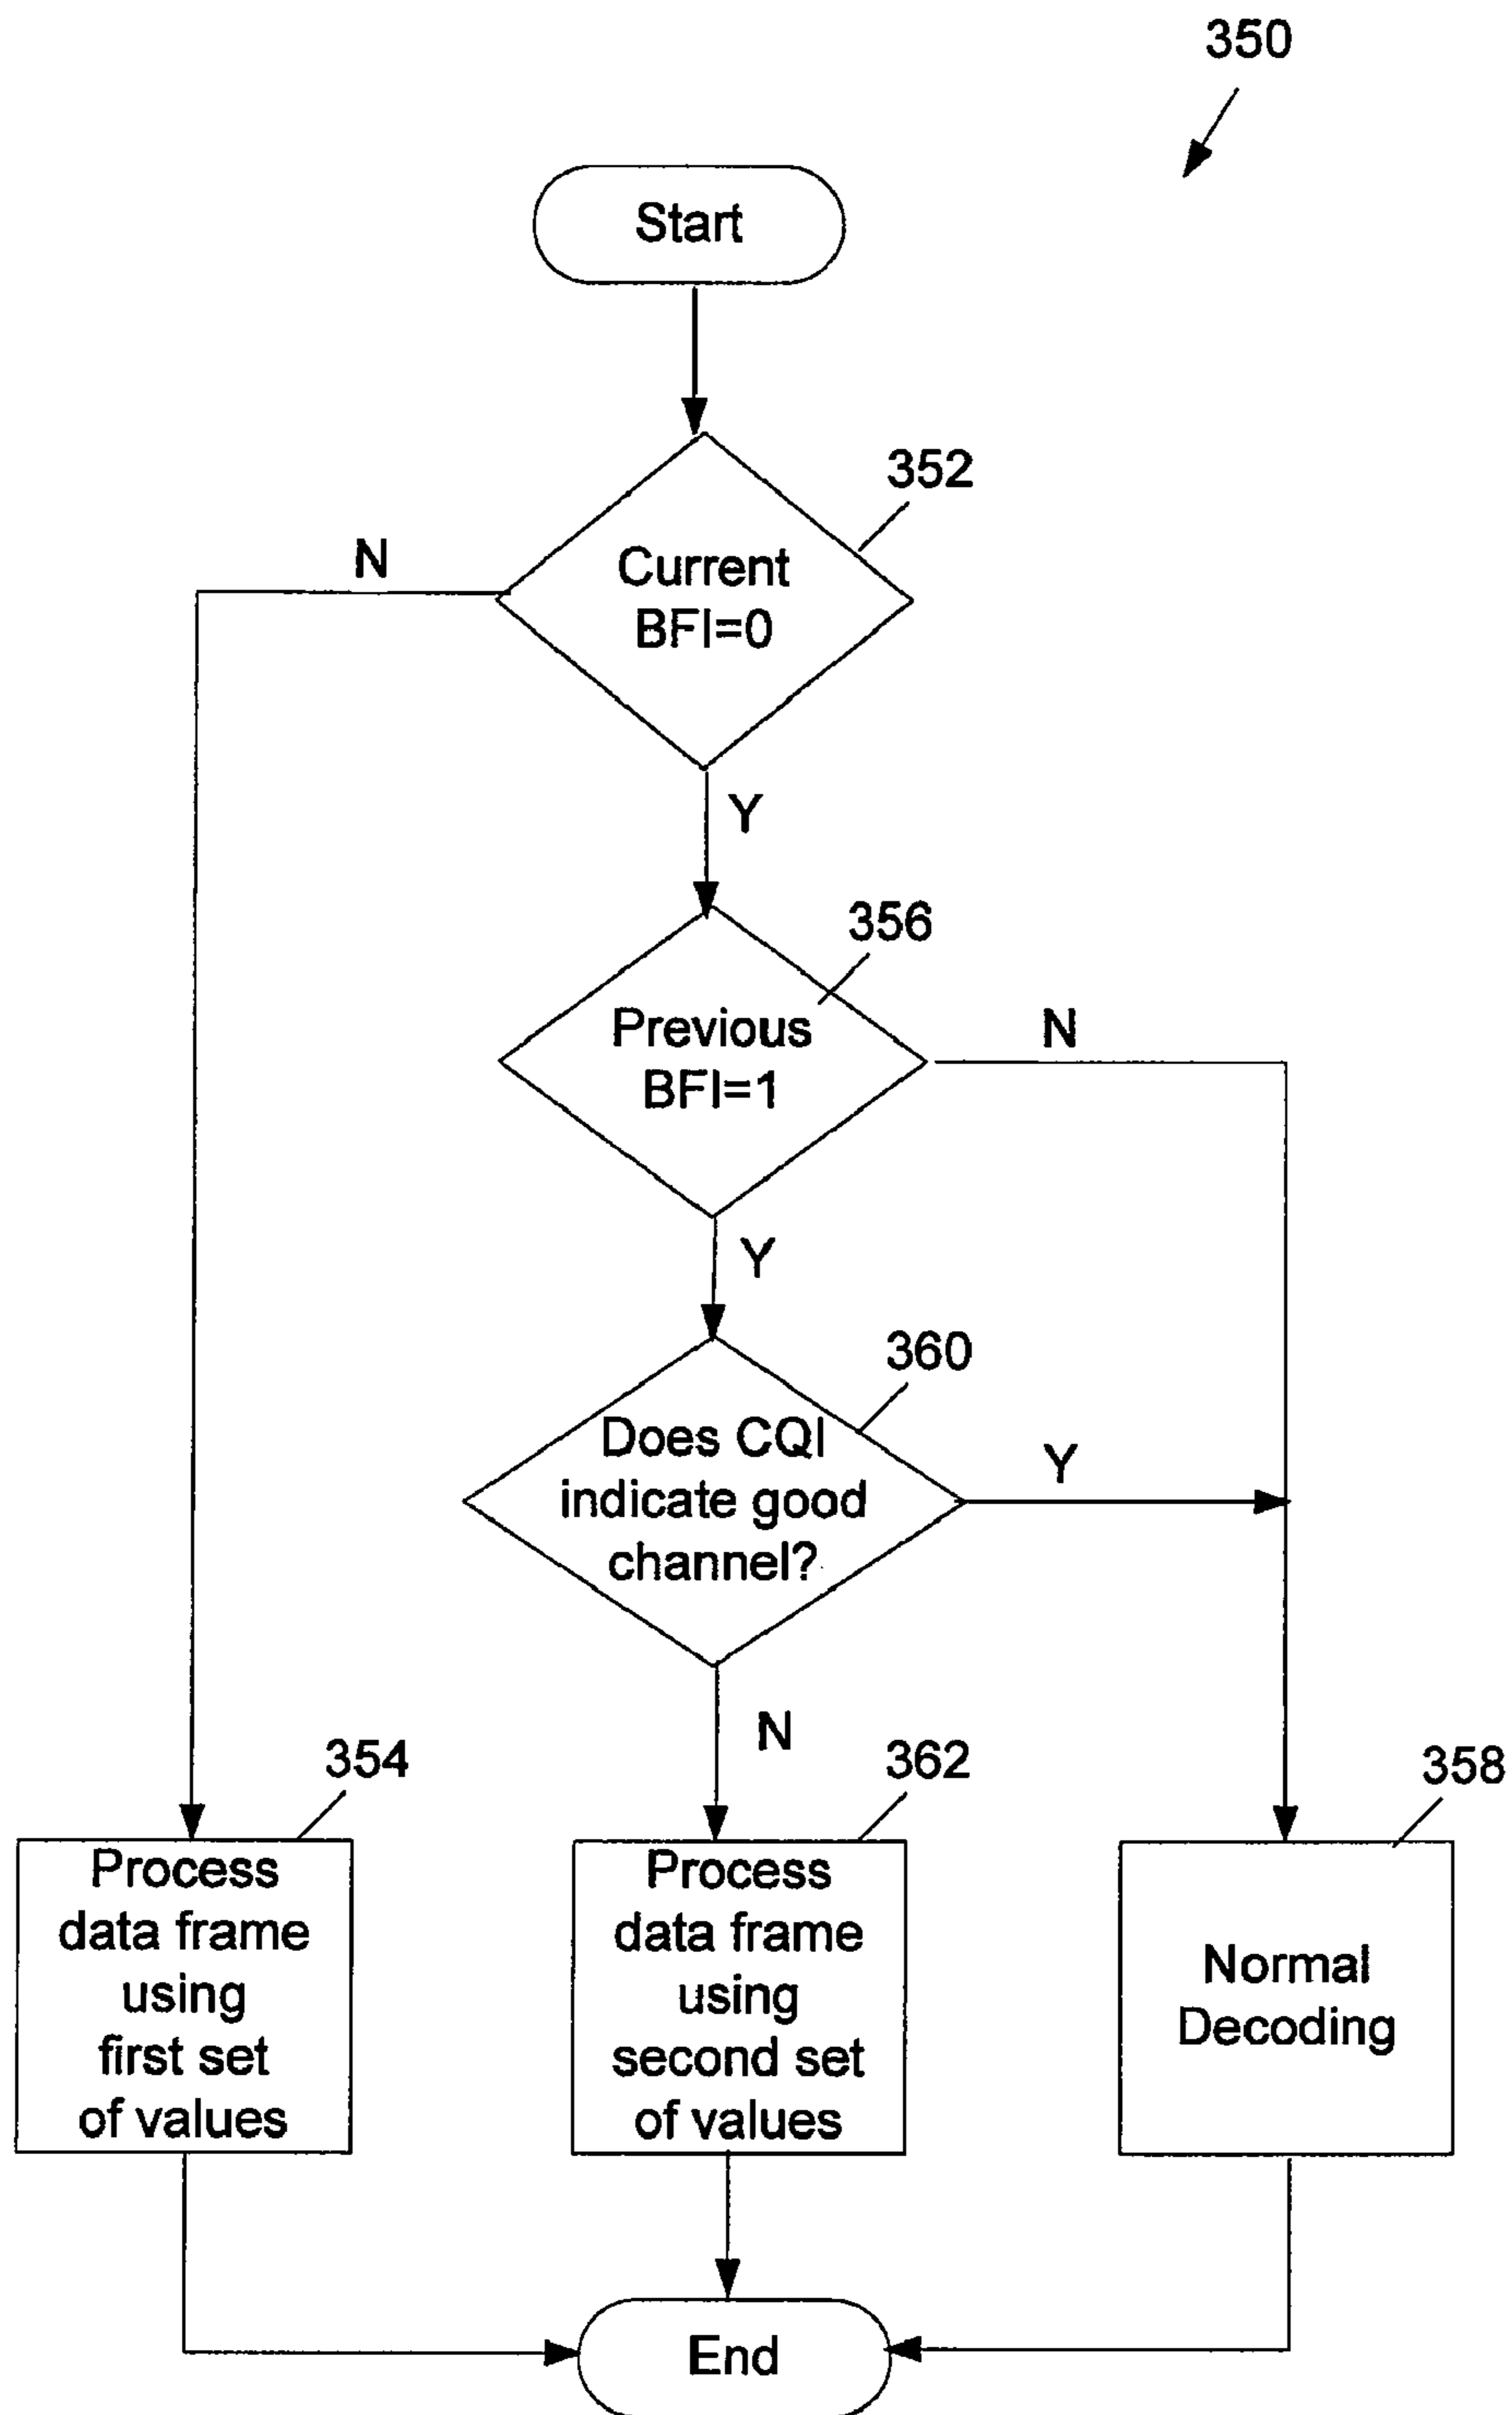 350
Start
352
N
Current
BFI=0
Y
356
Previous
BFI=1
N
Y
360
Does CQI
indicate good
channel?
Y
N
354
362
358
Process
data frame
using
first set
of values
Process
data frame
using
second set
of values
Normal
Decoding
End